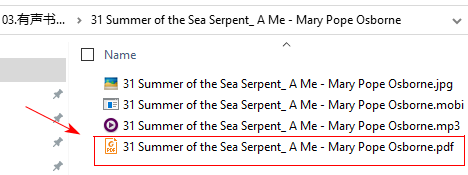 03.有声书... › 31 Summer of the Sea Serpent_ A Me - Mary Pope Osborne
Name
31 Summer of the Sea Serpent_ A Me - Mary Pope Osborne.jpg
31 Summer of the Sea Serpent_ A Me - Mary Pope Osborne.mobi
31 Summer of the Sea Serpent_ A Me - Mary Pope Osborne.mp3
PDF 31 Summer of the Sea Serpent_ A Me - Mary Pope Osborne.pdf